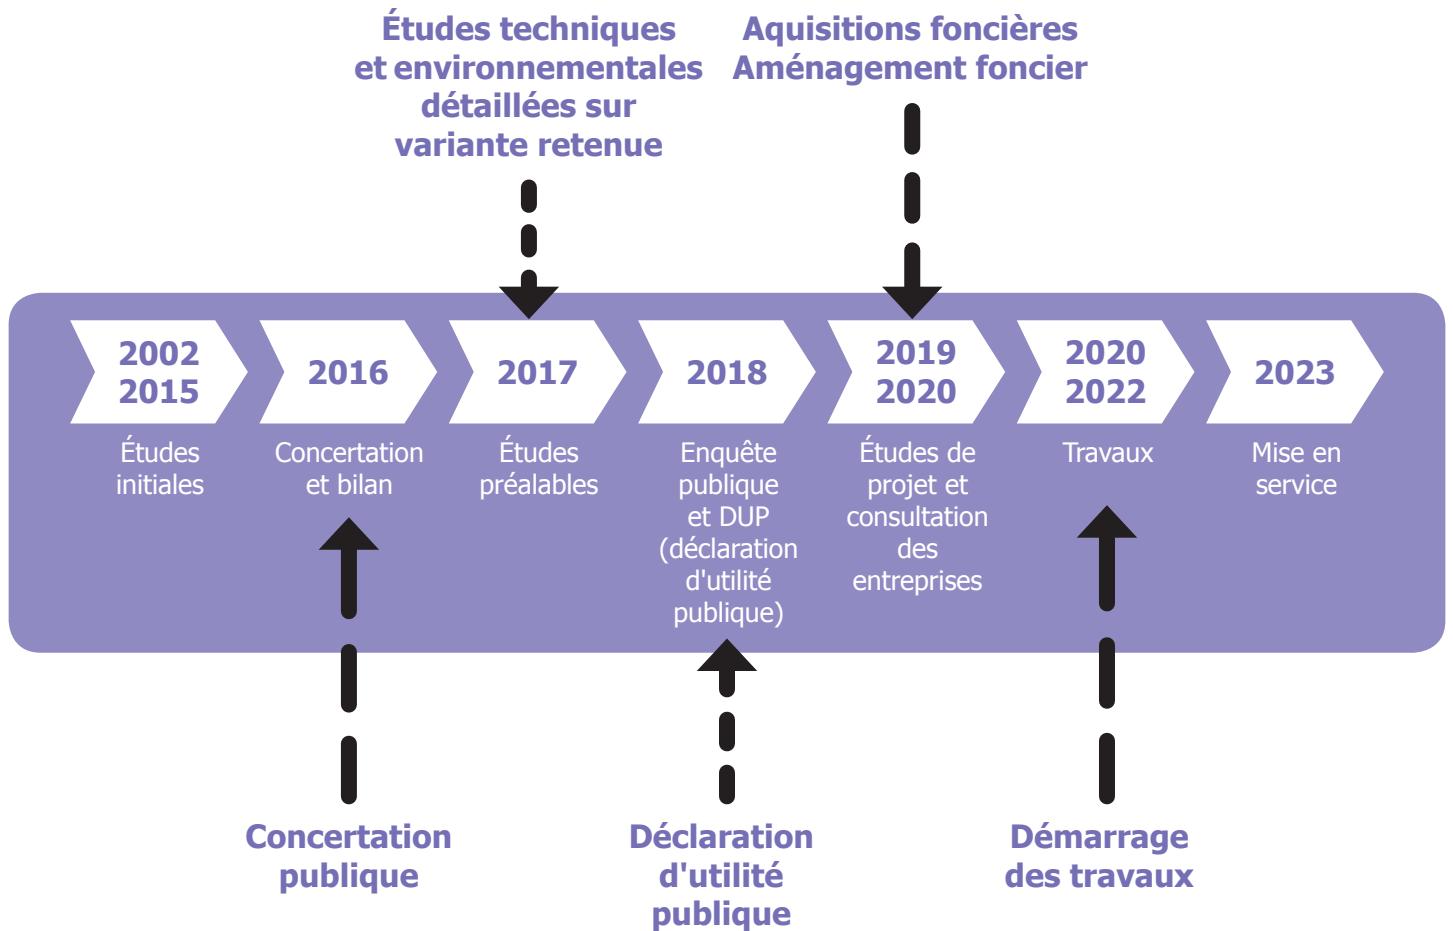 Études techniques
et environnementales
détaillées sur
variante retenue
Aquisitions foncières
Aménagement foncier
2002
2015
Études
initiales
2016
Concertation
et bilan
2017
Études
préalables
2018
Enquête
publique
et DUP
(déclaration
d'utilité
publique)
2019
2020
Études de
projet et
consultation
des
entreprises
2020
2022
Travaux
2023
Mise en
service
Concertation
publique
Déclaration
d'utilité
publique
Démarrage
des travaux